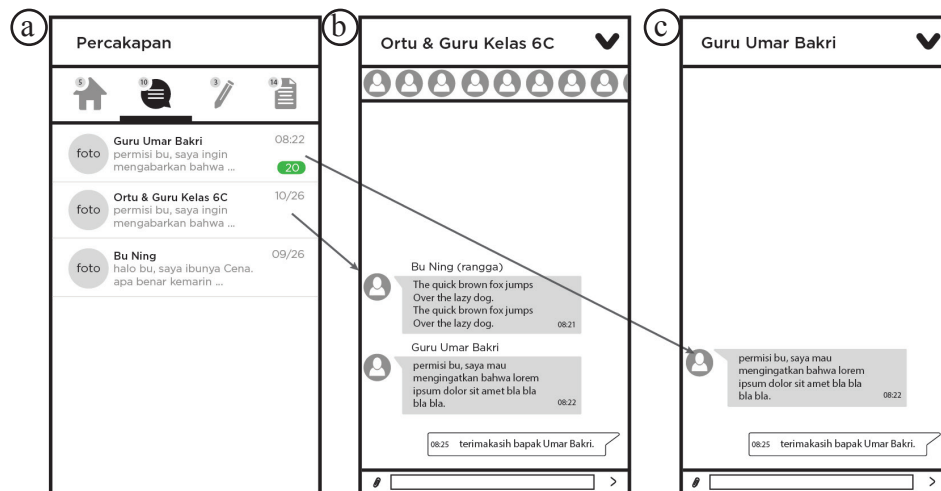 a
Percakapan
5
10
3
14
foto
Guru Umar Bakri
08:22
permisi bu, saya ingin
mengabarkan bahwa ...
20
foto
Ortu & Guru Kelas 6C
10/26
permisi bu, saya ingin
mengabarkan bahwa ...
foto
Bu Ning
09/26
halo bu, saya ibunya Cena.
apa benar kemarin ...
b
Ortu & Guru Kelas 6C
Bu Ning (rangga)
The quick brown fox jumps
Over the lazy dog.
The quick brown fox jumps
Over the lazy dog.
08:21
Guru Umar Bakri
permisi bu, saya mau
mengingatkan bahwa lorem
ipsum dolor sit amet bla bla
bla bla.
08:22
08:25 terimakasih bapak Umar Bakri.
c
Guru Umar Bakri
permisi bu, saya mau
mengingatkan bahwa lorem
ipsum dolor sit amet bla bla
bla bla.
08:22
08:25 terimakasih bapak Umar Bakri.